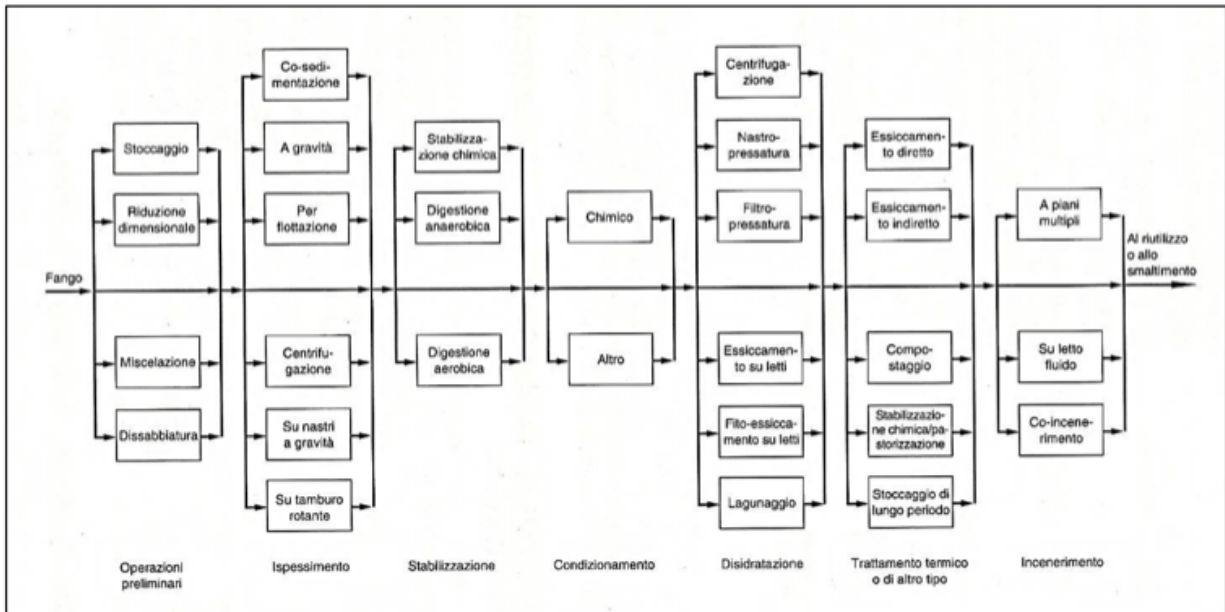 Fango
Stoccaggio
Riduzione
dimensionale
Miscelazione
Dissabbiatura
Operazioni
preliminari
Co-sedi-
mentazione
A gravità
Per
flottazione
Centrifu-
gazione
Su nastri
a gravità
Su tamburo
rotante
Ispessimento
Stabilizza-
zione chimica
Digestione
anaerobica
Digestione
aerobica
Stabilizzazione
Chimico
Altro
Condizionamento
Centrifuga-
zione
Nastro-
pressatura
Filtro-
pressatura
Essiccamen-
to su letti
Fito-essicca-
mento su letti
Lagunaggio
Disidratazione
Essiccamen-
to diretto
Essiccamen-
to indiretto
Compo-
staggio
Stabilizzazio-
ne chimica/pa-
storizzazione
Stoccaggio di
lungo periodo
Trattamento termico
o di altro tipo
A piani
multipli
Su letto
fluido
Co-incene-
rimento
Incenerimento
Al riutilizzo
o allo
smaltimento